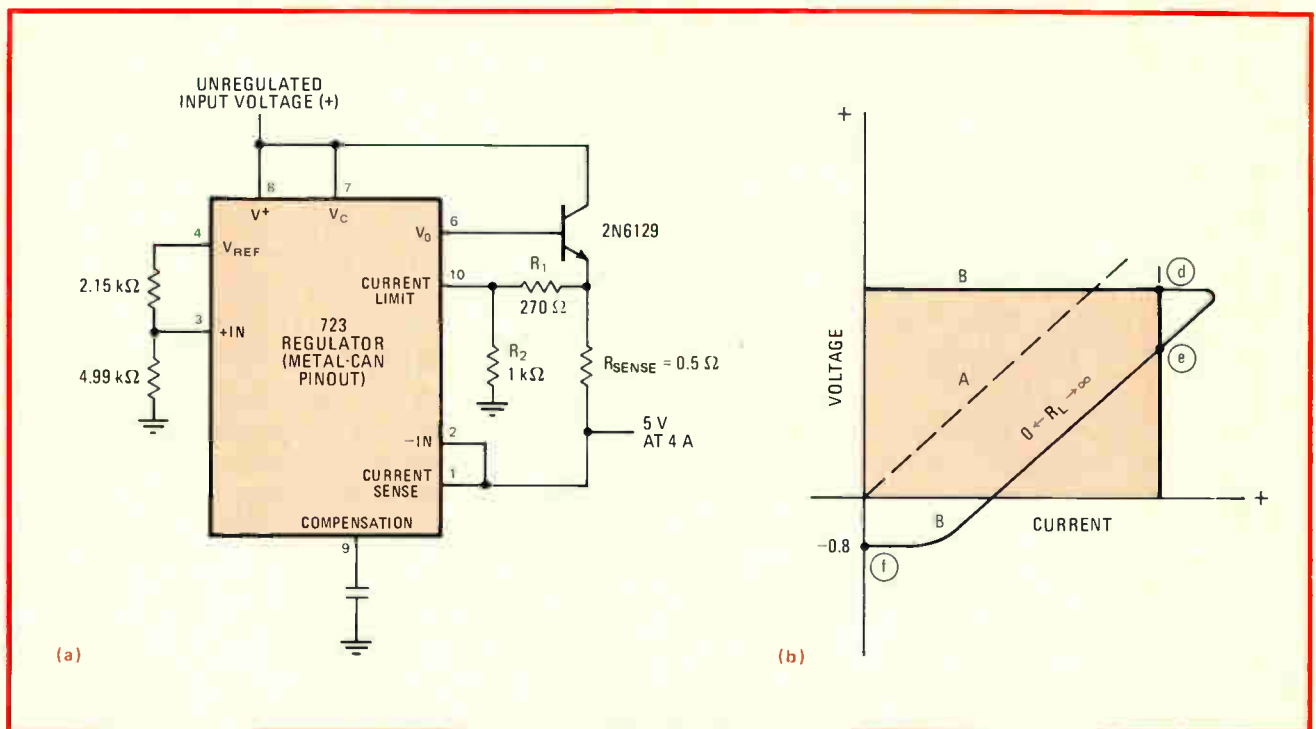 UNREGULATED
INPUT VOLTAGE (+)
8
7
V+
VC
4
VREF
6
VO
2N6129
2.15 kΩ
CURRENT
LIMIT
10
R1
270 Ω
3
+IN
723
REGULATOR
(METAL-CAN
PINOUT)
R2
1 kΩ
RSENSE = 0.5 Ω
4.99 kΩ
5 V
AT 4 A
-IN
2
CURRENT
SENSE
1
COMPENSATION
9
(a)
+
VOLTAGE
B
d
A
e
0 ← RL → ∞
+
B
CURRENT
-0.8
f
(b)